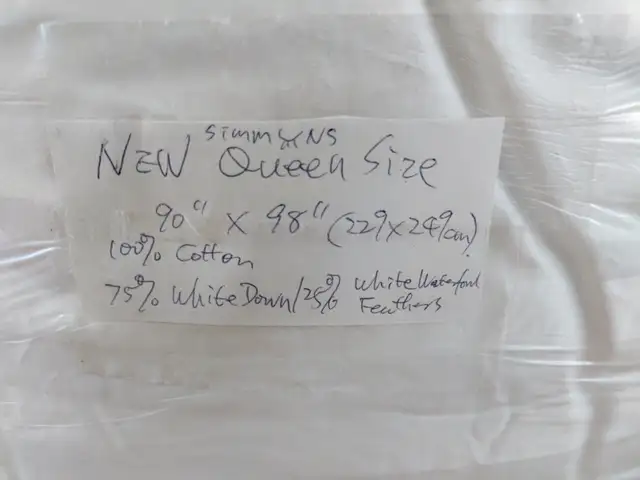 SimmoNS
NEW Queen Size
90" X 98" (229x249cm)
100% Cotton
75% White Down/25% White Waterfowl
Feathers